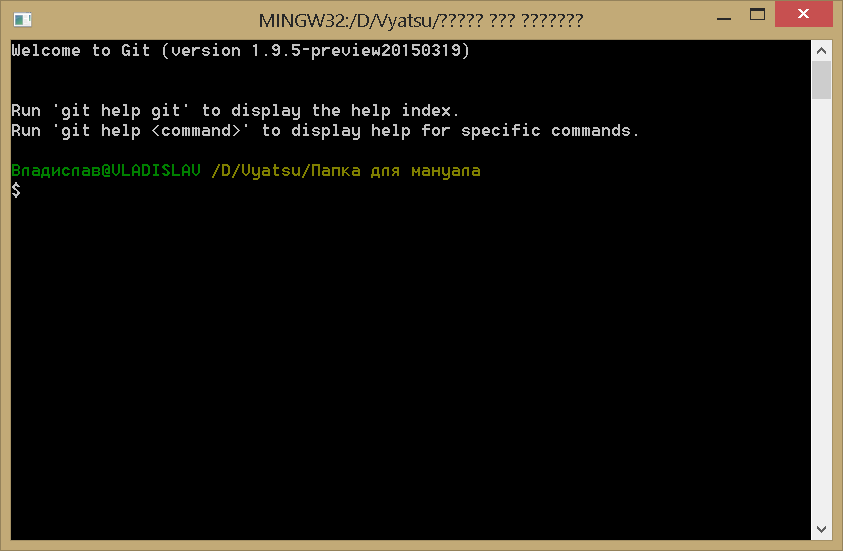 MINGW32:/D/Vyatsu/????? ??? ???????
Welcome to Git (version 1.9.5-preview20150319)
Run 'git help git' to display the help index.
Run 'git help <command>' to display help for specific commands.
Владислав@VLADISLAV /D/Vyatsu/Папка для мануала
$